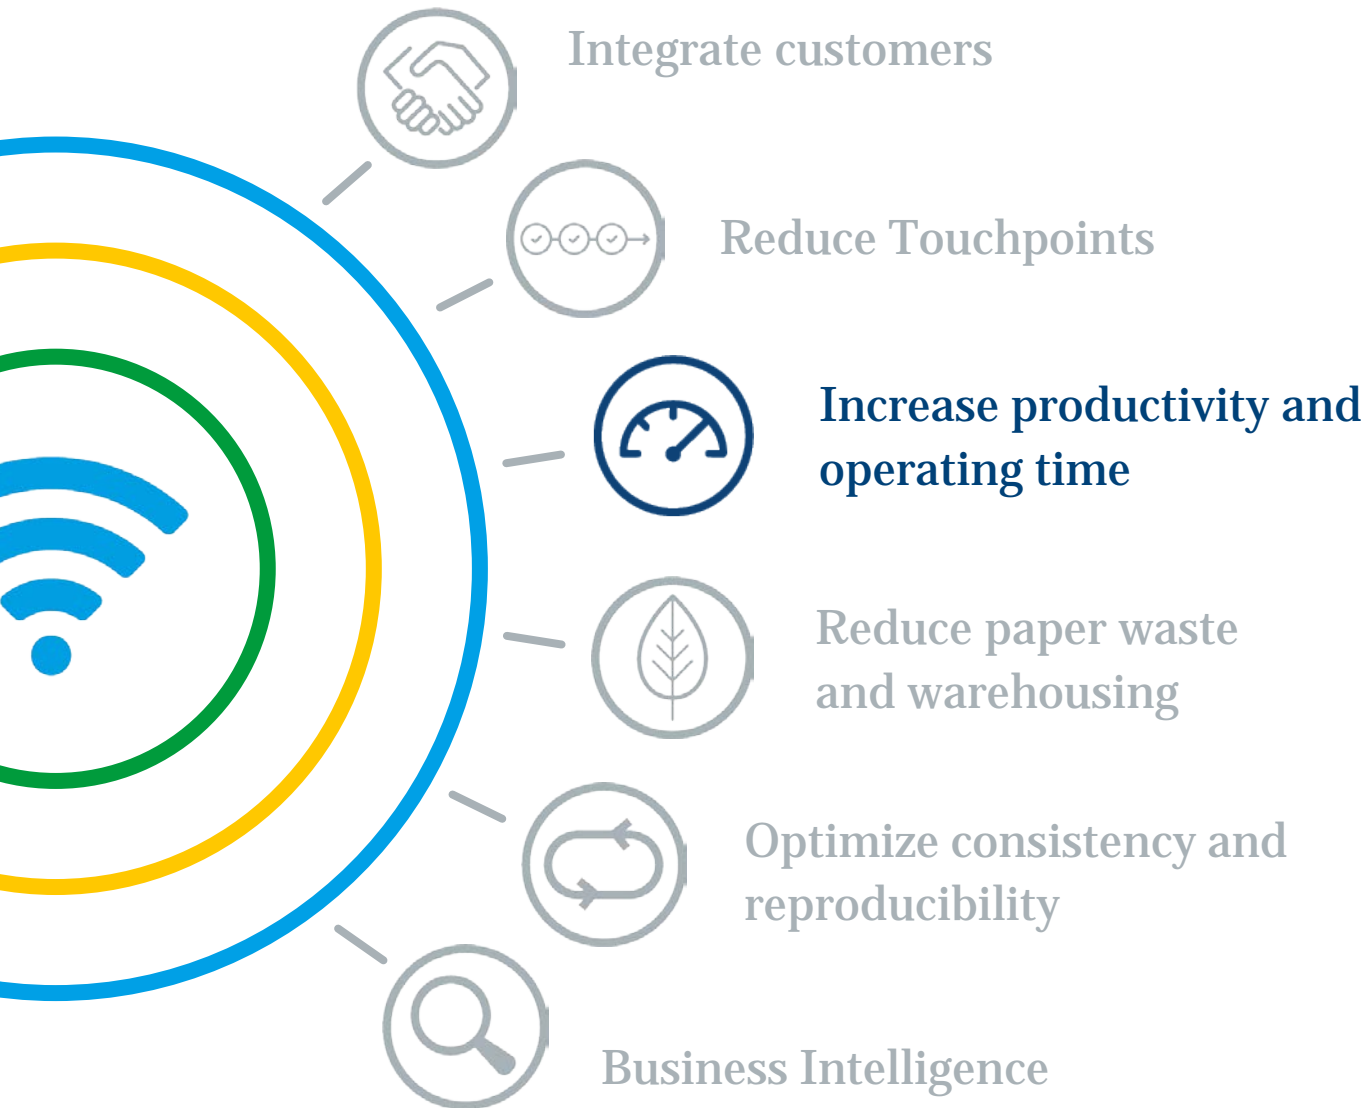 Integrate customers
Reduce Touchpoints
Increase productivity and
operating time
Reduce paper waste
and warehousing
Optimize consistency and
reproducibility
Business Intelligence